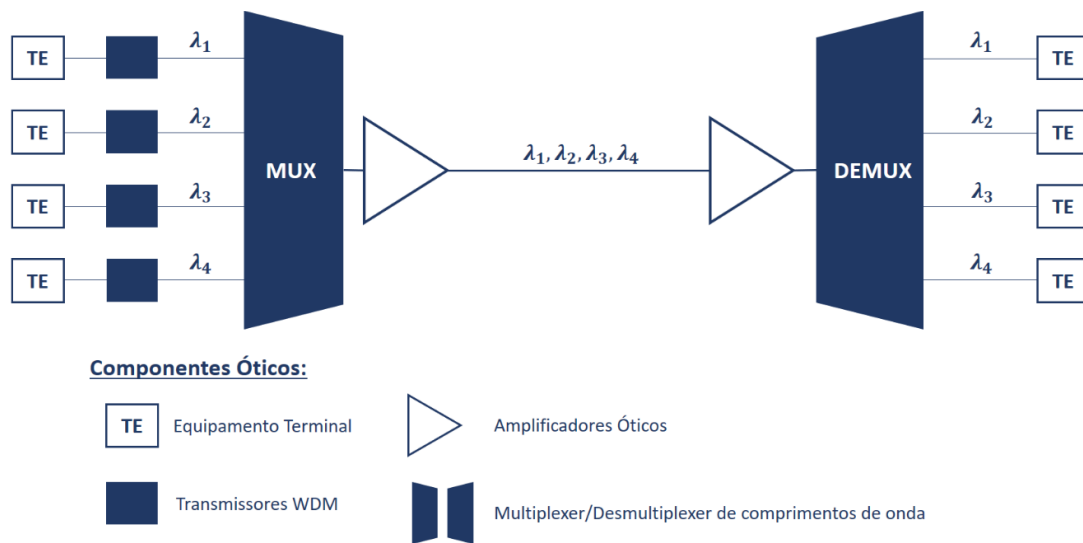 TE λ₁ λ₁ TE
TE λ₂ λ₂ TE
MUX λ₁, λ₂, λ₃, λ₄ DEMUX
TE λ₃ λ₃ TE
TE λ₄ λ₄ TE
Componentes Óticos:
TE Equipamento Terminal
Amplificadores Óticos
Transmissores WDM
Multiplexer/Desmultiplexer de comprimentos de onda